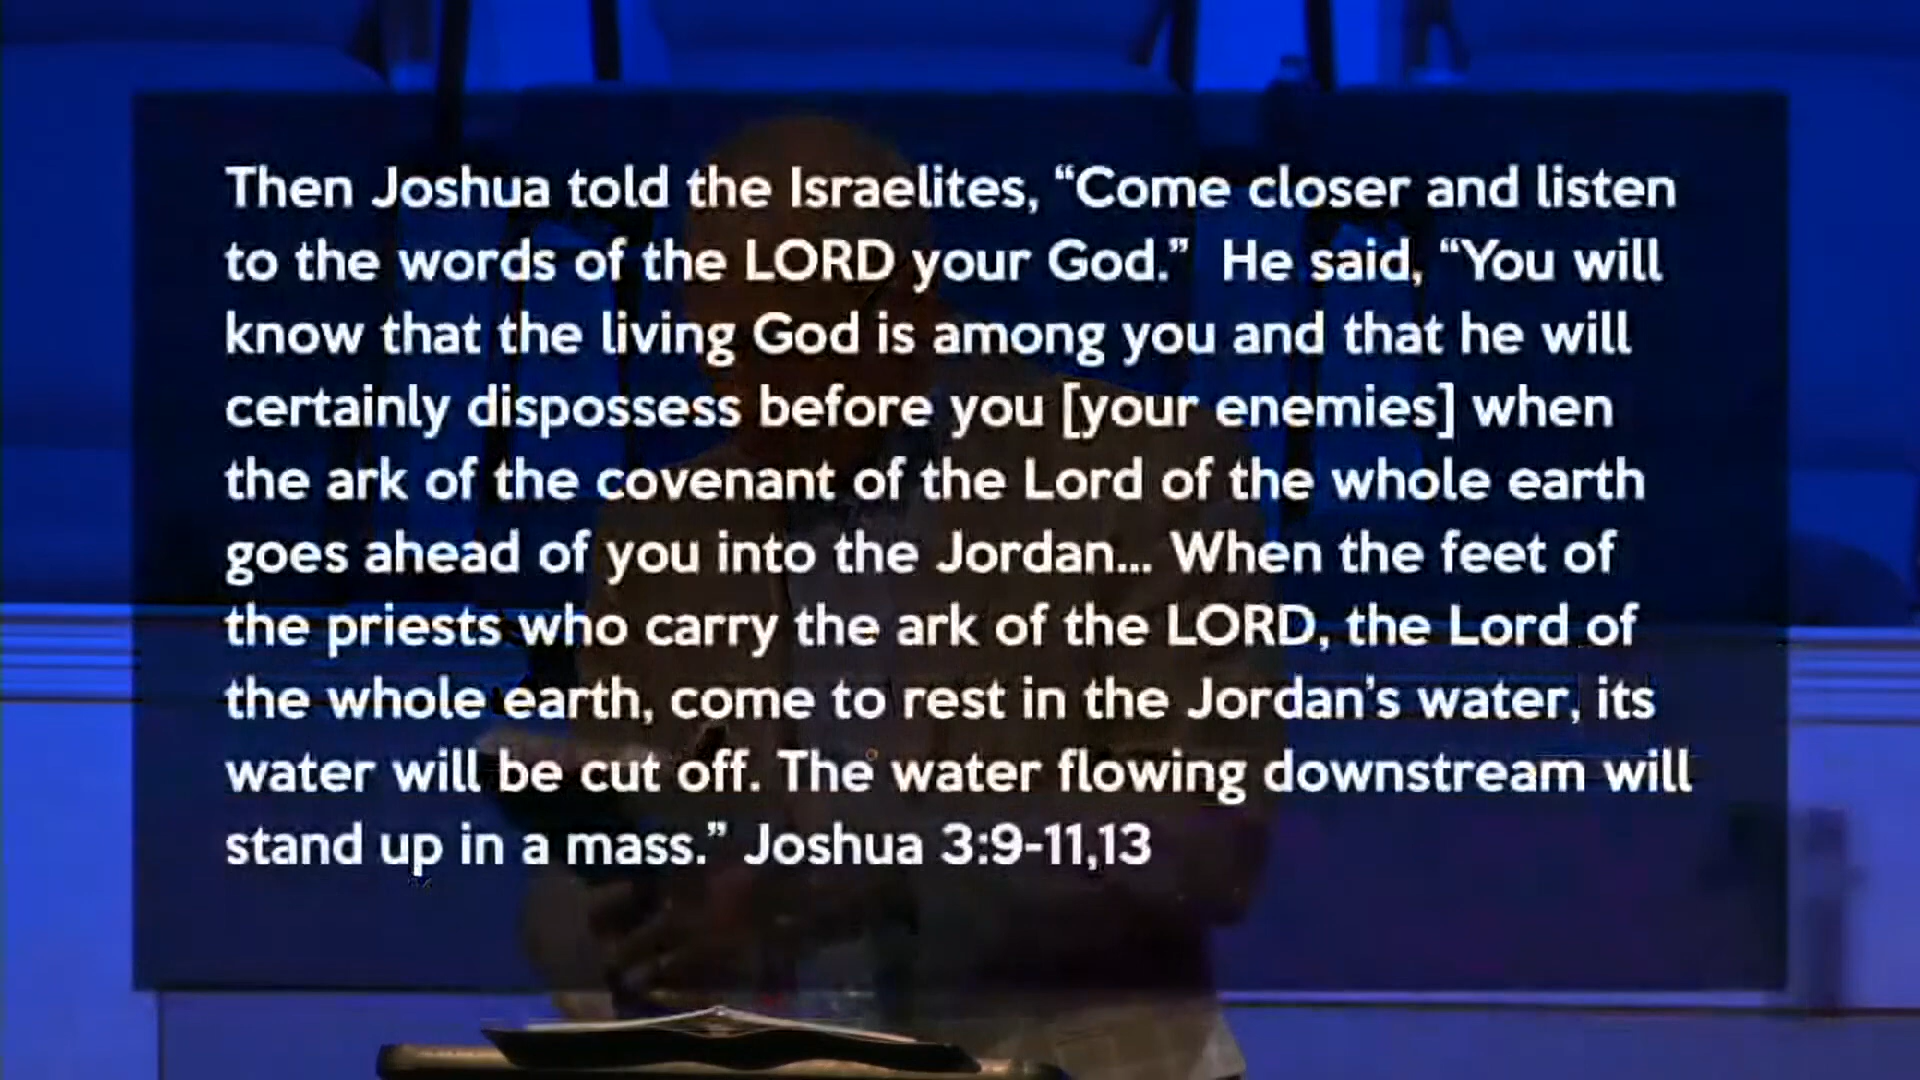 Then Joshua told the Israelites, “Come closer and listen
to the words of the LORD your God.”  He said, “You will
know that the living God is among you and that he will
certainly dispossess before you [your enemies] when
the ark of the covenant of the Lord of the whole earth
goes ahead of you into the Jordan... When the feet of
the priests who carry the ark of the LORD, the Lord of
the whole earth, come to rest in the Jordan’s water, its
water will be cut off. The water flowing downstream will
stand up in a mass.” Joshua 3:9-11,13